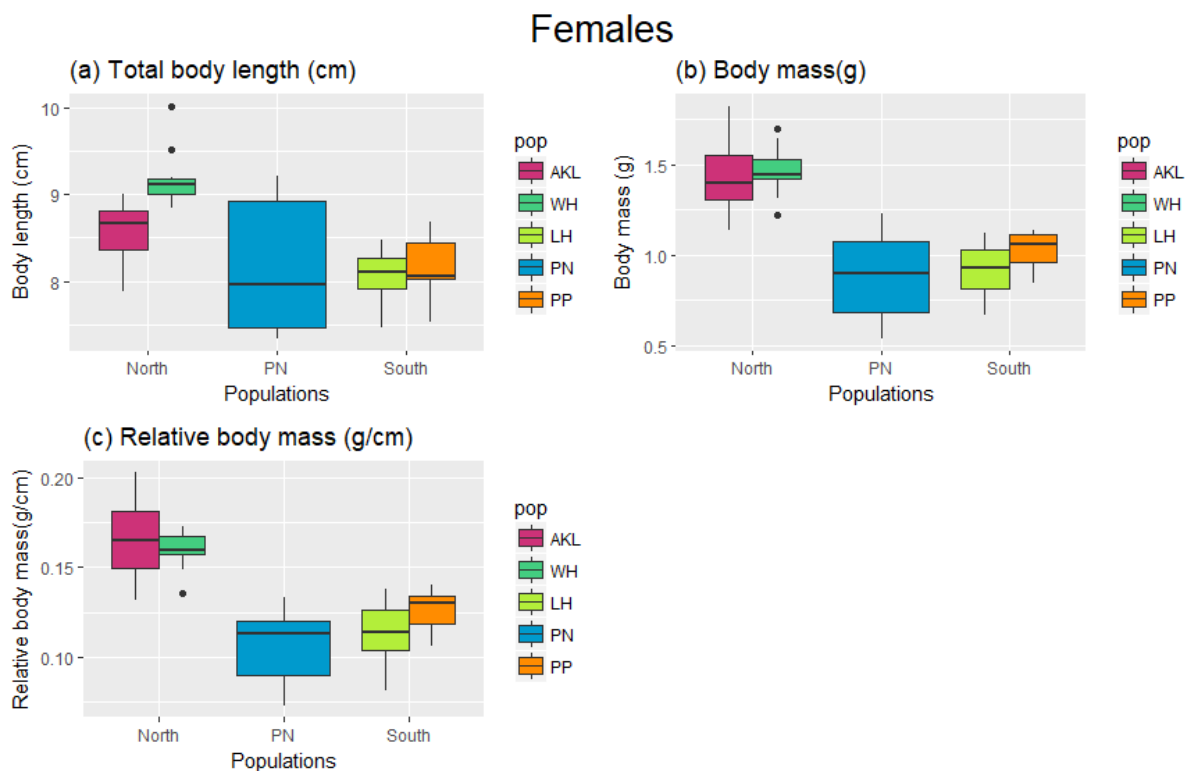 Females
(a) Total body length (cm)
Body length (cm)
10
9
8
North PN South
Populations
pop
AKL
WH
LH
PN
PP
(b) Body mass(g)
Body mass (g)
1.5
1.0
0.5
North PN South
Populations
pop
AKL
WH
LH
PN
PP
(c) Relative body mass (g/cm)
Relative body mass(g/cm)
0.20
0.15
0.10
North PN South
Populations
pop
AKL
WH
LH
PN
PP